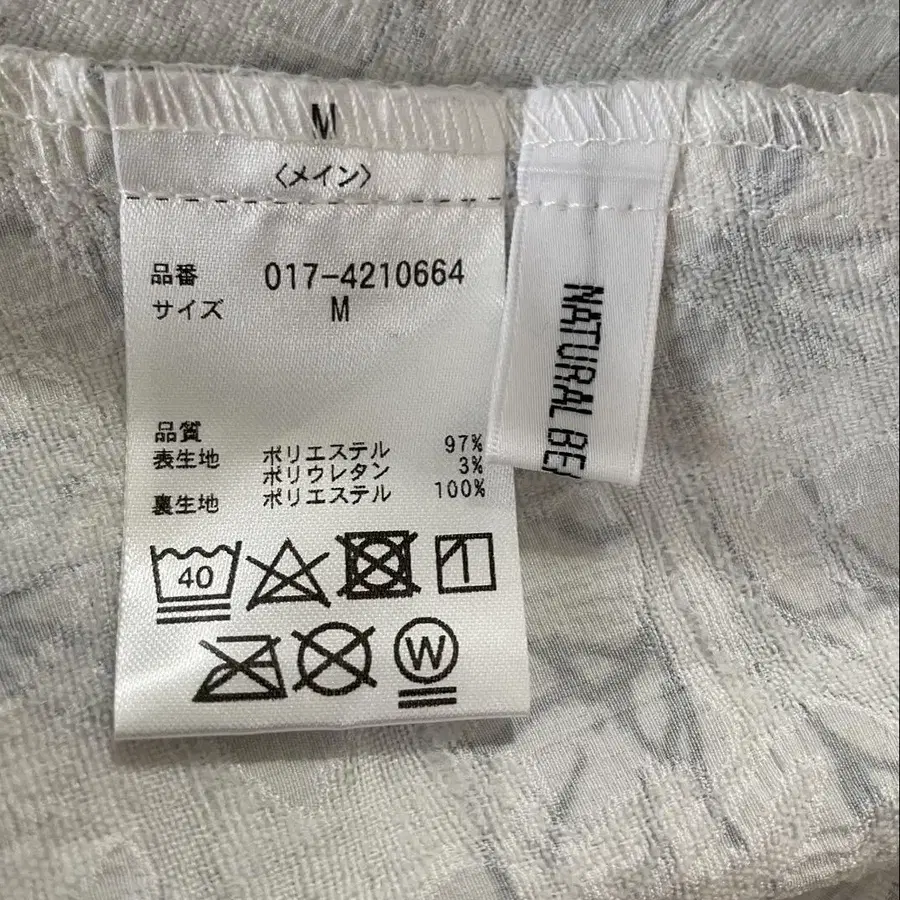 M
〈メイン〉
品番 017-4210664
サイズ M
品質
表生地 ポリエステル 97%
ポリウレタン 3%
裏生地 ポリエステル 100%
40
W
NATURAL BE